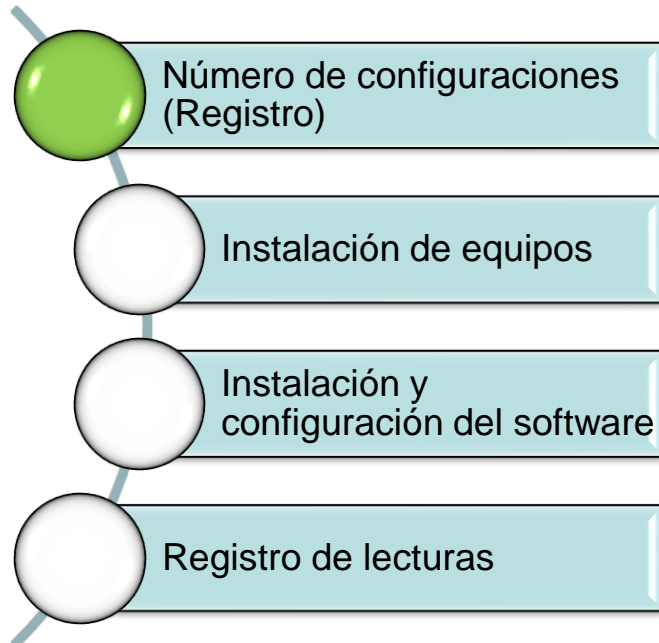 Número de configuraciones
(Registro)
Instalación de equipos
Instalación y
configuración del software
Registro de lecturas